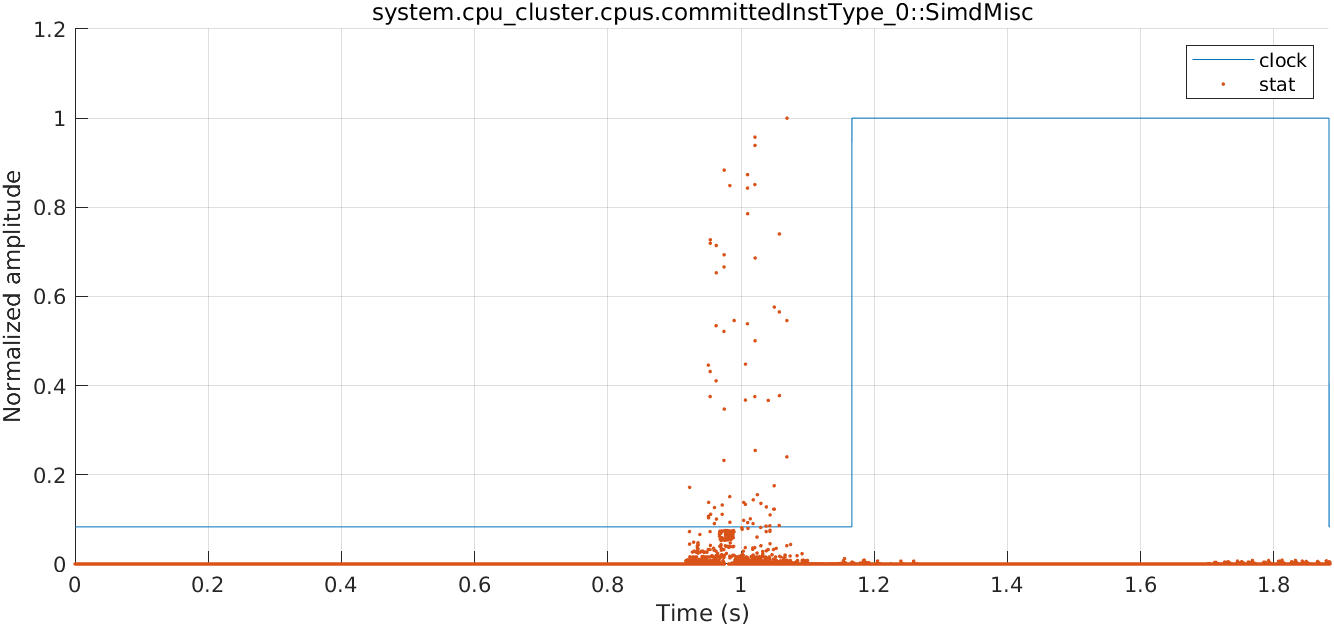 system.cpu_cluster.cpus.committedInstType_0::SimdMisc
1.2
1
0.8
0.6
0.4
0.2
0
Normalized amplitude
clock
stat
0 0.2 0.4 0.6 0.8 1 1.2 1.4 1.6 1.8
Time (s)